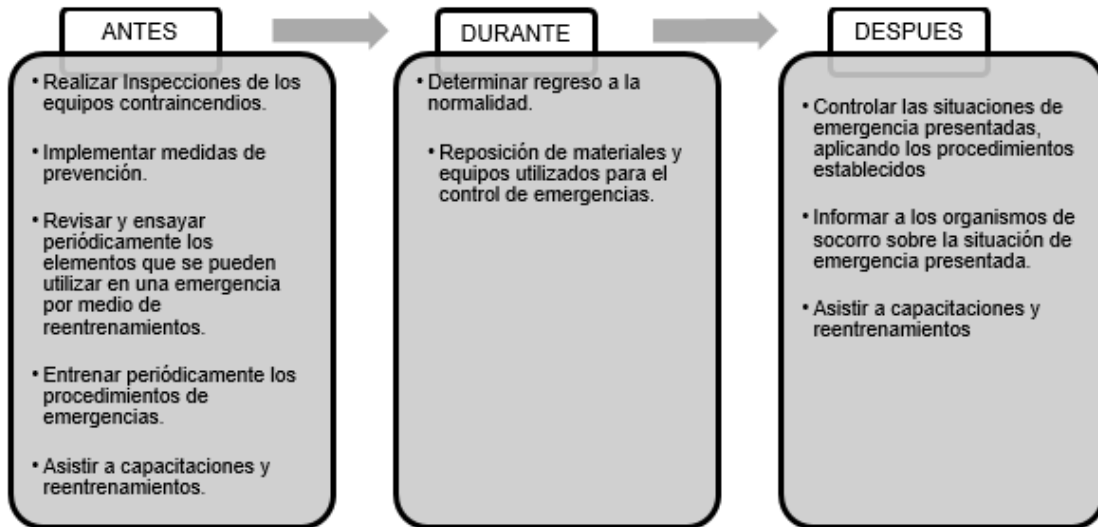 ANTES
• Realizar Inspecciones de los
equipos contraincendios.
• Implementar medidas de
prevención.
• Revisar y ensayar
periódicamente los
elementos que se pueden
utilizar en una emergencia
por medio de
reentrenamientos.
• Entrenar periódicamente los
procedimientos de
emergencias.
• Asistir a capacitaciones y
reentrenamientos.
DURANTE
• Determinar regreso a la
normalidad.
• Reposición de materiales y
equipos utilizados para el
control de emergencias.
DESPUES
• Controlar las situaciones de
emergencia presentadas,
aplicando los procedimientos
establecidos
• Informar a los organismos de
socorro sobre la situación de
emergencia presentada.
• Asistir a capacitaciones y
reentrenamientos